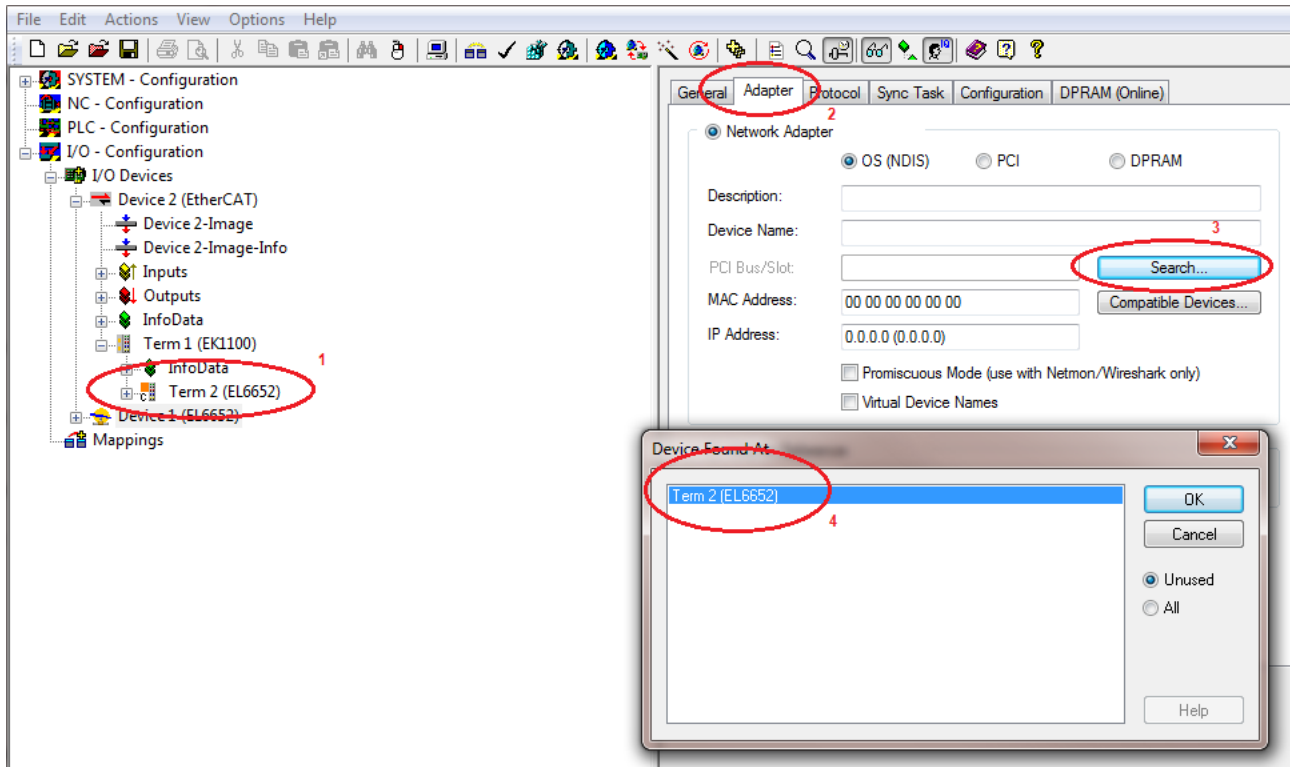 File Edit Actions View Options Help
SYSTEM - Configuration
NC - Configuration
PLC - Configuration
I/O - Configuration
I/O Devices
Device 2 (EtherCAT)
Device 2-Image
Device 2-Image-Info
Inputs
Outputs
InfoData
Term 1 (EK1100)
1
InfoData
Term 2 (EL6652)
Device 1 (EL6652)
Mappings
General Adapter Protocol Sync Task Configuration DPRAM (Online)
2
Network Adapter
OS (NDIS) PCI DPRAM
Description:
Device Name:
3
PCI Bus/Slot: Search...
MAC Address: 00 00 00 00 00 00 Compatible Devices...
IP Address: 0.0.0.0 (0.0.0.0)
Promiscuous Mode (use with Netmon/Wireshark only)
Virtual Device Names
Device Found At
Term 2 (EL6652)
4
OK
Cancel
Unused
All
Help